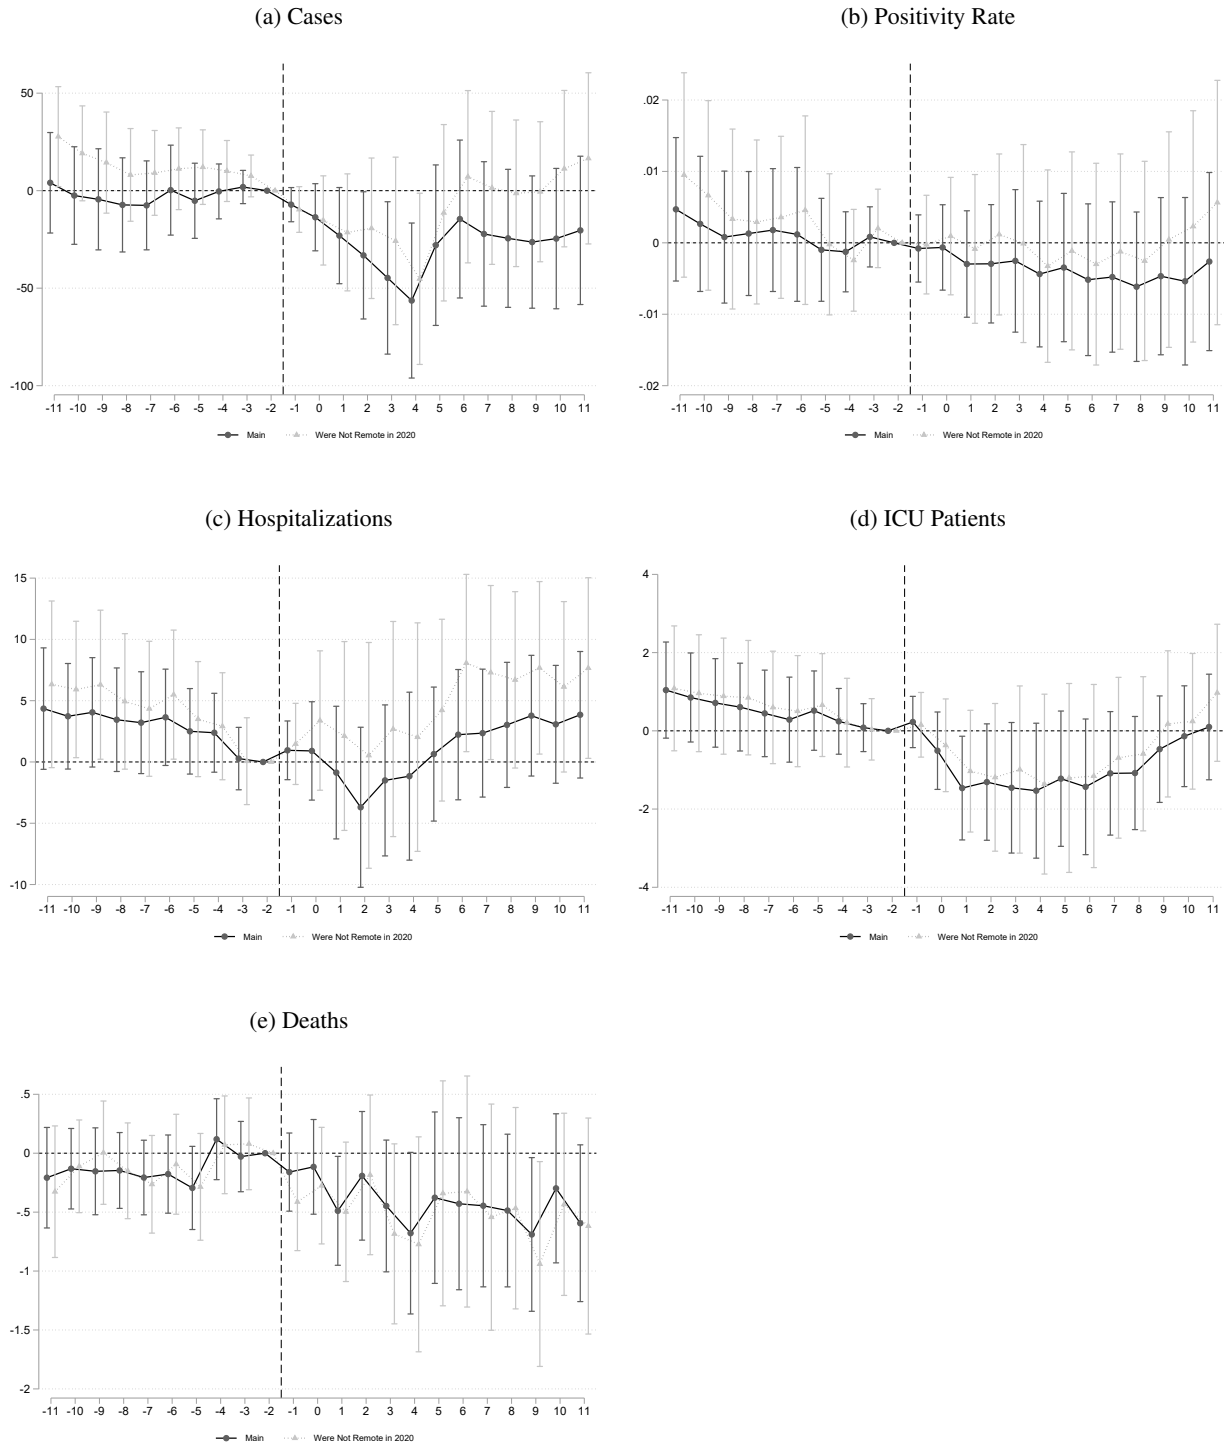 (a) Cases
50
0
-50
-100
-11 -10 -9 -8 -7 -6 -5 -4 -3 -2 -1 0 1 2 3 4 5 6 7 8 9 10 11
Main Were Not Remote in 2020
(b) Positivity Rate
.02
.01
0
-.01
-.02
-11 -10 -9 -8 -7 -6 -5 -4 -3 -2 -1 0 1 2 3 4 5 6 7 8 9 10 11
Main Were Not Remote in 2020
(c) Hospitalizations
15
10
5
0
-5
-10
-11 -10 -9 -8 -7 -6 -5 -4 -3 -2 -1 0 1 2 3 4 5 6 7 8 9 10 11
Main Were Not Remote in 2020
(d) ICU Patients
4
2
0
-2
-4
-11 -10 -9 -8 -7 -6 -5 -4 -3 -2 -1 0 1 2 3 4 5 6 7 8 9 10 11
Main Were Not Remote in 2020
(e) Deaths
.5
0
-.5
-1
-1.5
-2
-11 -10 -9 -8 -7 -6 -5 -4 -3 -2 -1 0 1 2 3 4 5 6 7 8 9 10 11
Main Were Not Remote in 2020